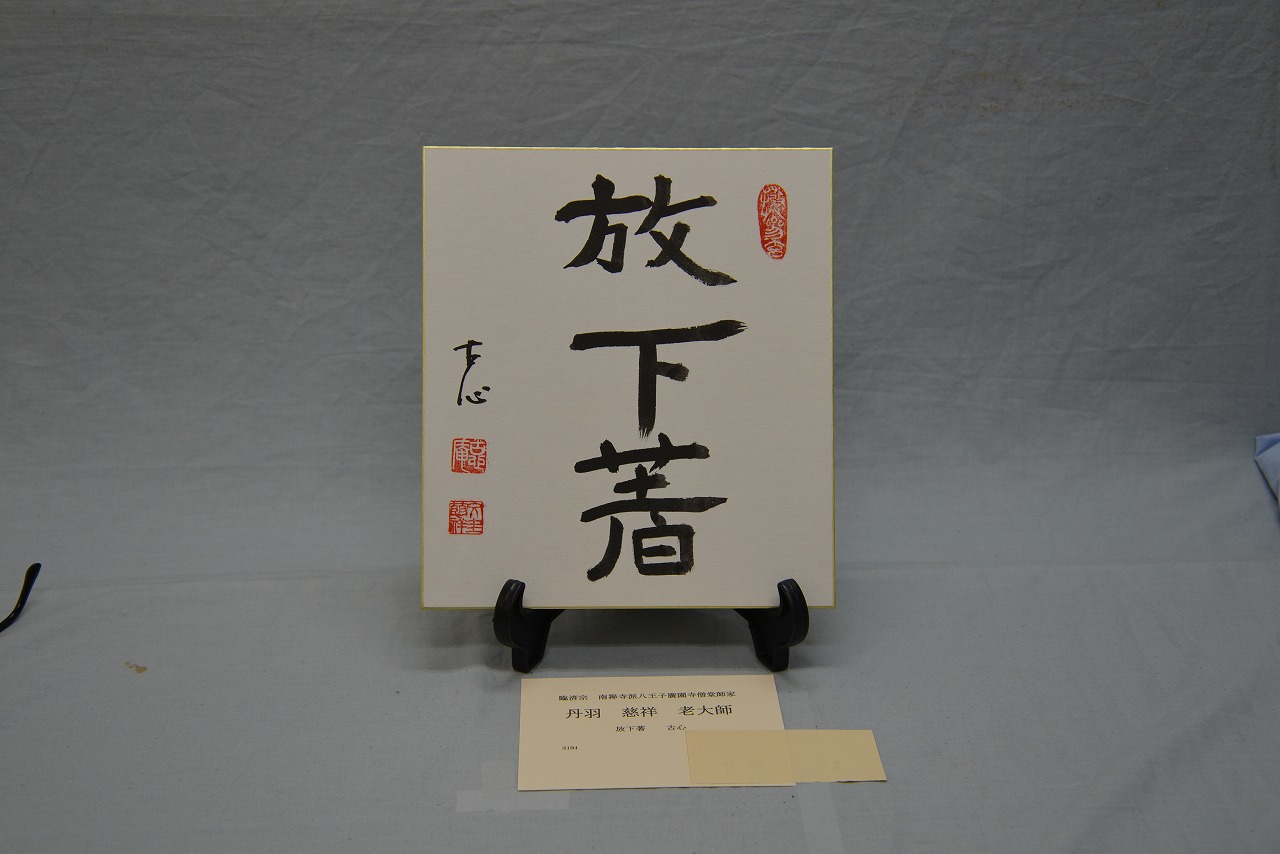 放下著
古心
臨済宗　南禅寺派八王子廣園寺僧堂師家
丹羽　慈祥　老大師
放下著　古心
3184